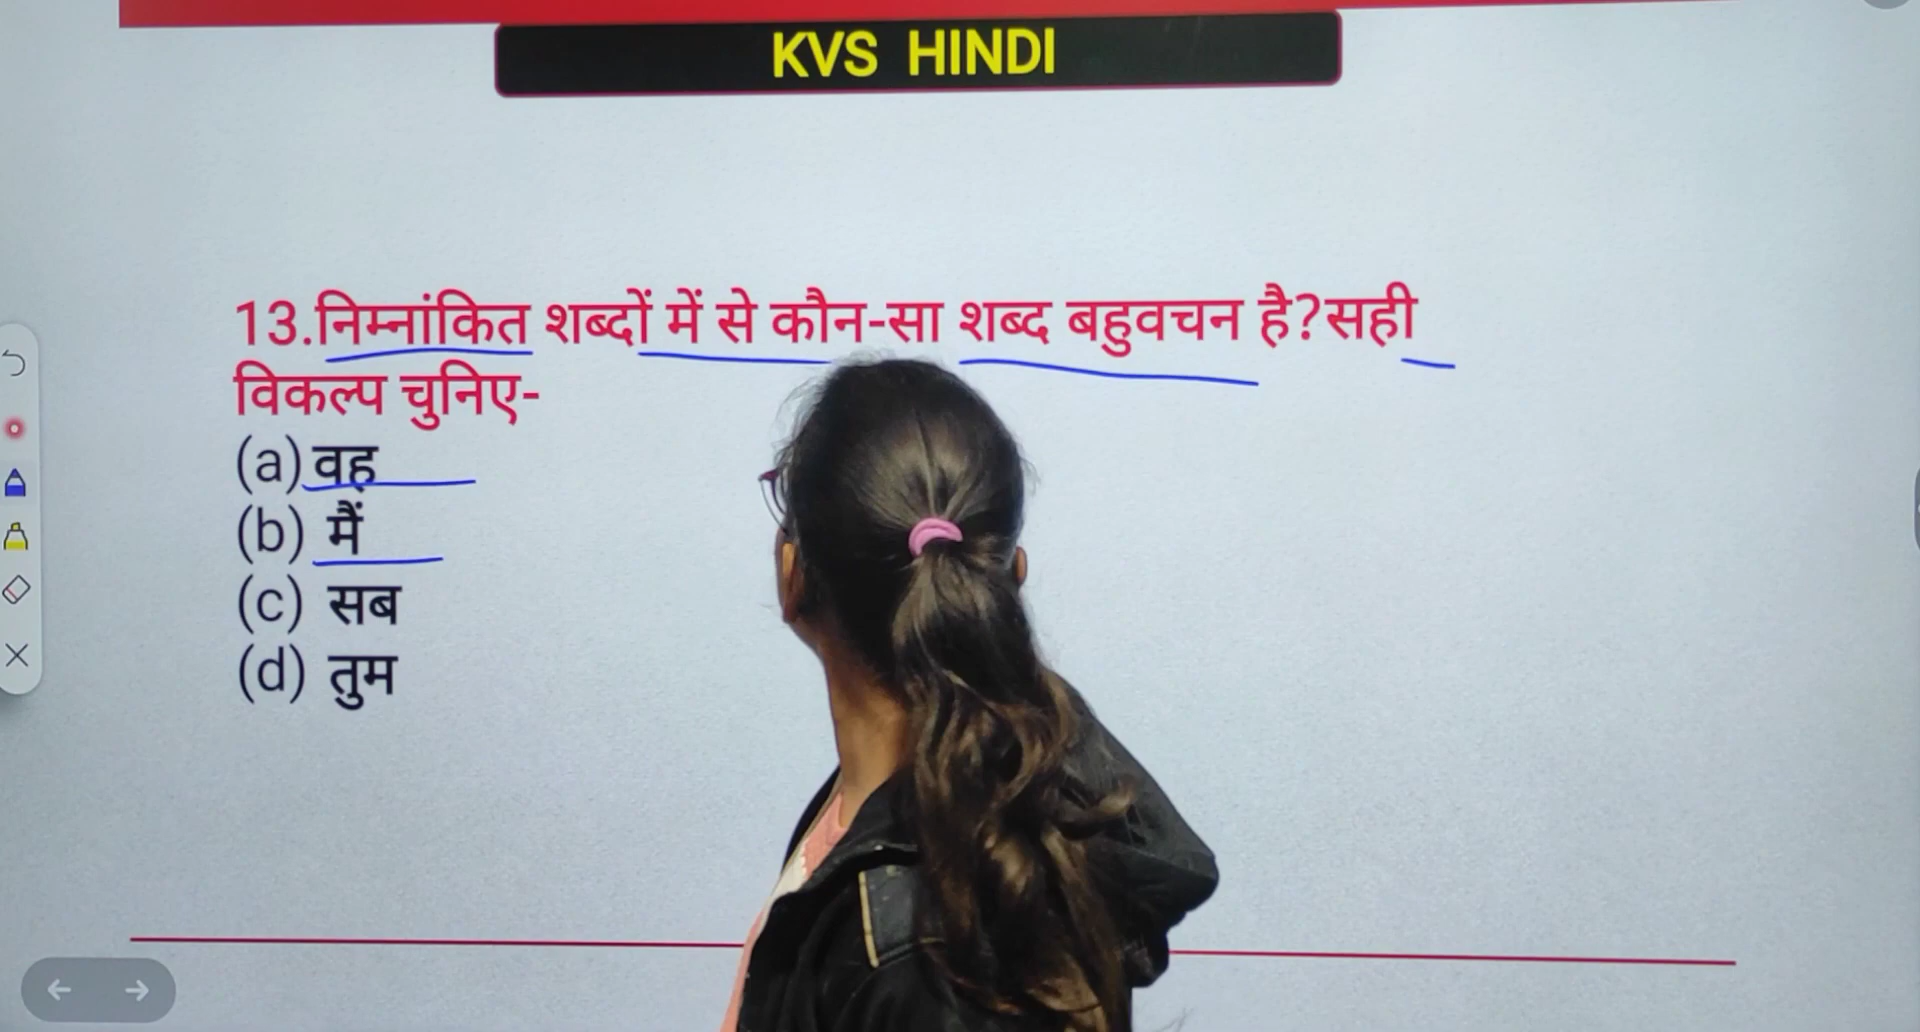 KVS HINDI
13.निम्नांकित शब्दों में से कौन-सा शब्द बहुवचन है?सही
विकल्प चुनिए-
(a) वह
(b) मैं
(c) सब
(d) तुम